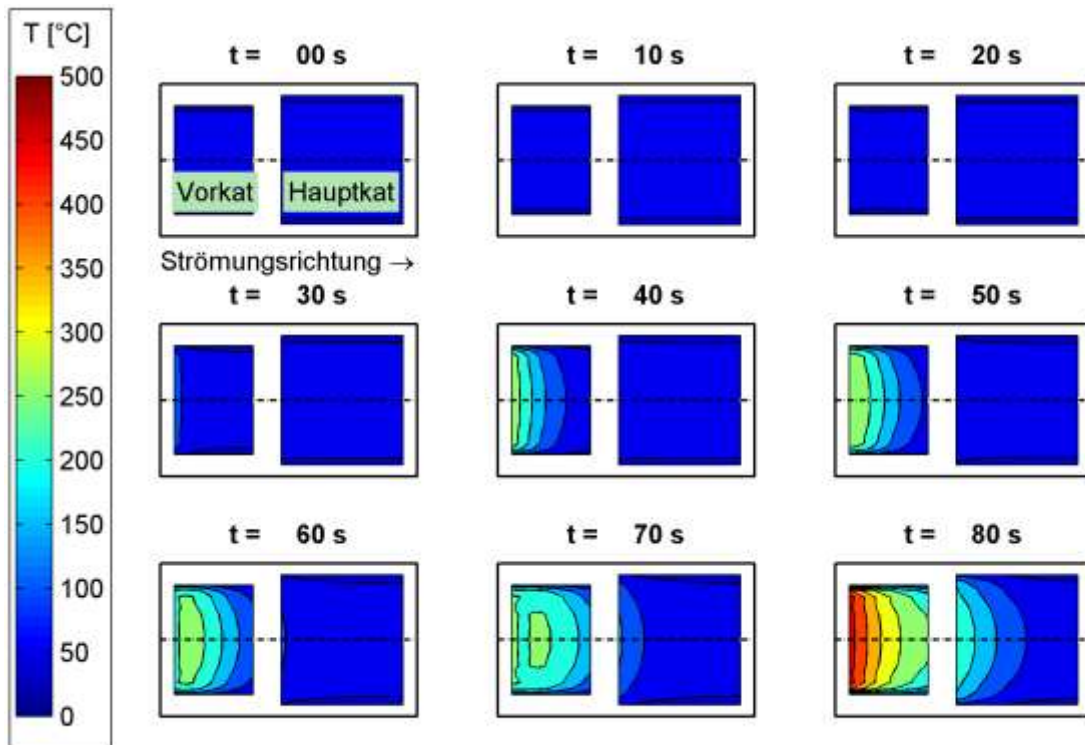 T [°C]
500
450
400
350
300
250
200
150
100
50
0
t = 00 s
t = 10 s
t = 20 s
Vorkat
Hauptkat
Strömungsrichtung →
t = 30 s
t = 40 s
t = 50 s
t = 60 s
t = 70 s
t = 80 s